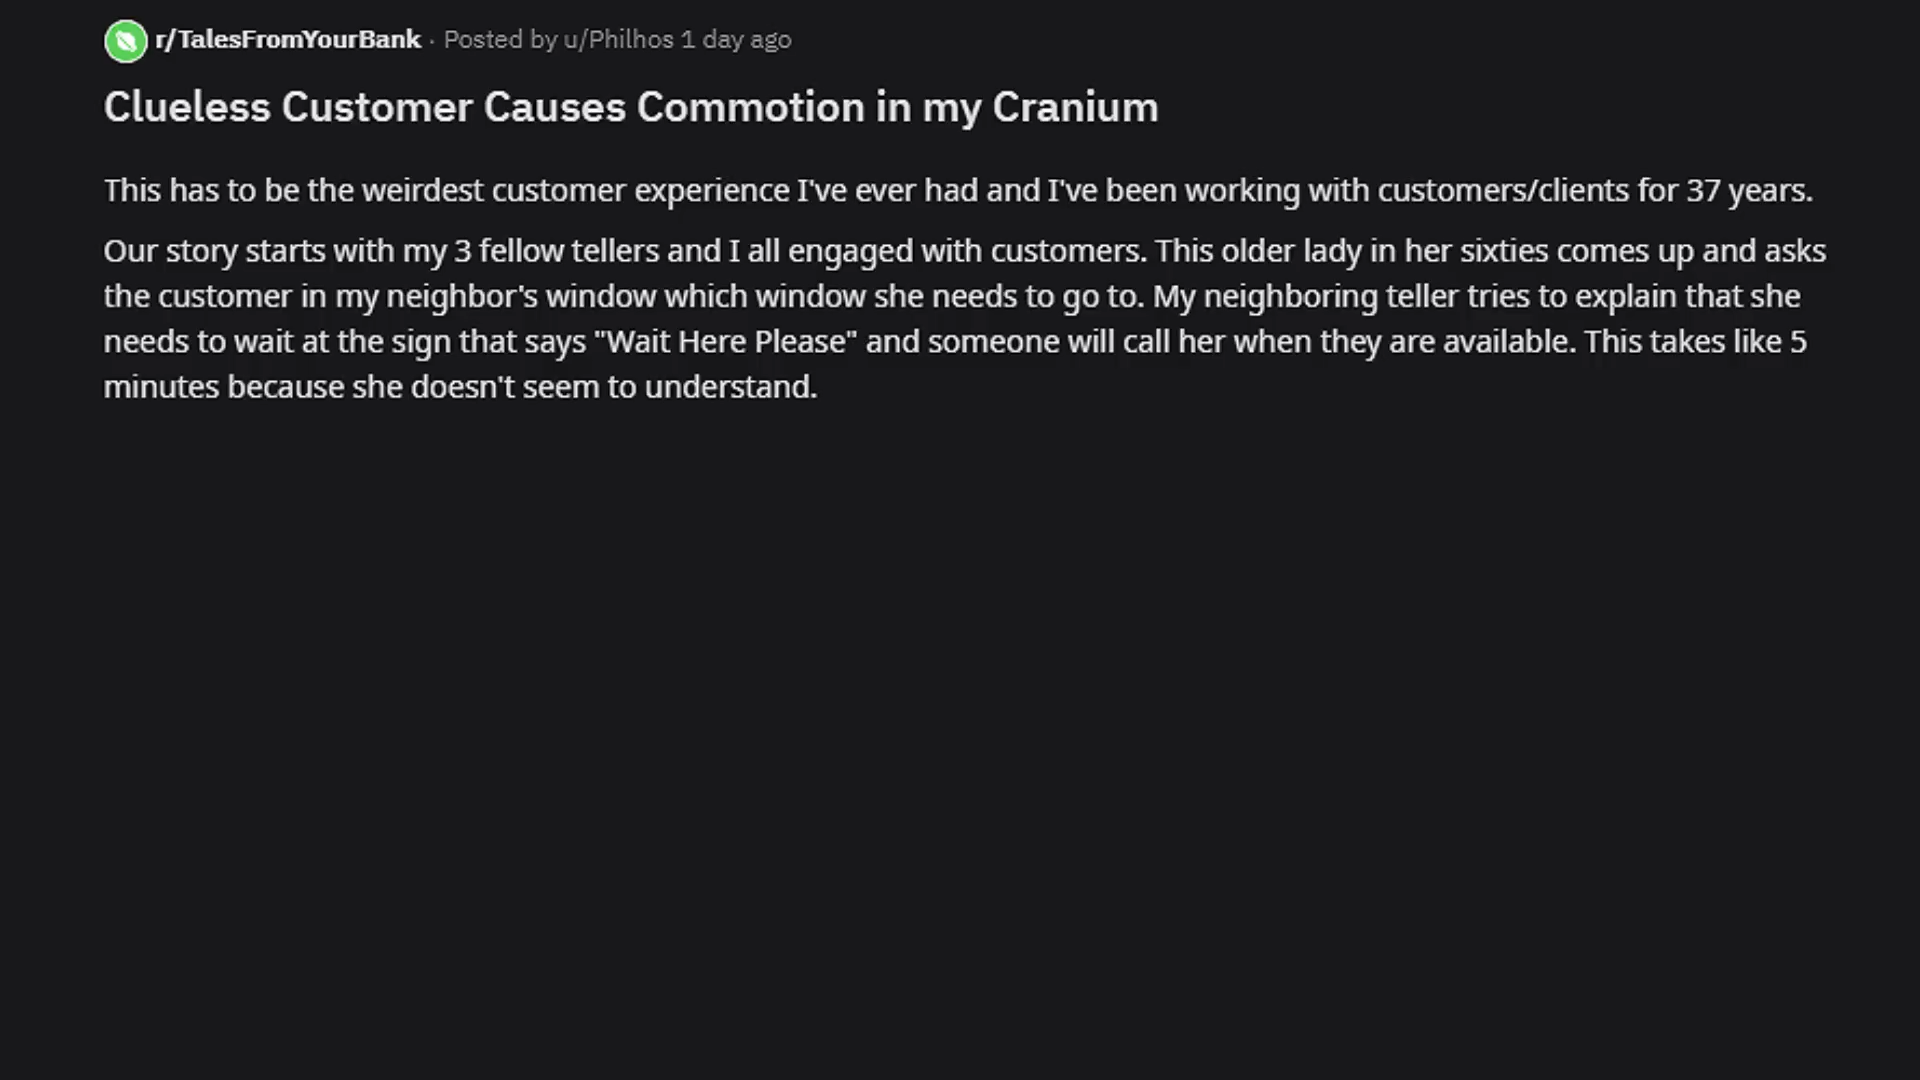 r/TalesFromYourBank · Posted by u/Philhos 1 day ago
Clueless Customer Causes Commotion in my Cranium
This has to be the weirdest customer experience I've ever had and I've been working with customers/clients for 37 years.
Our story starts with my 3 fellow tellers and I all engaged with customers. This older lady in her sixties comes up and asks
the customer in my neighbor's window which window she needs to go to. My neighboring teller tries to explain that she
needs to wait at the sign that says "Wait Here Please" and someone will call her when they are available. This takes like 5
minutes because she doesn't seem to understand.